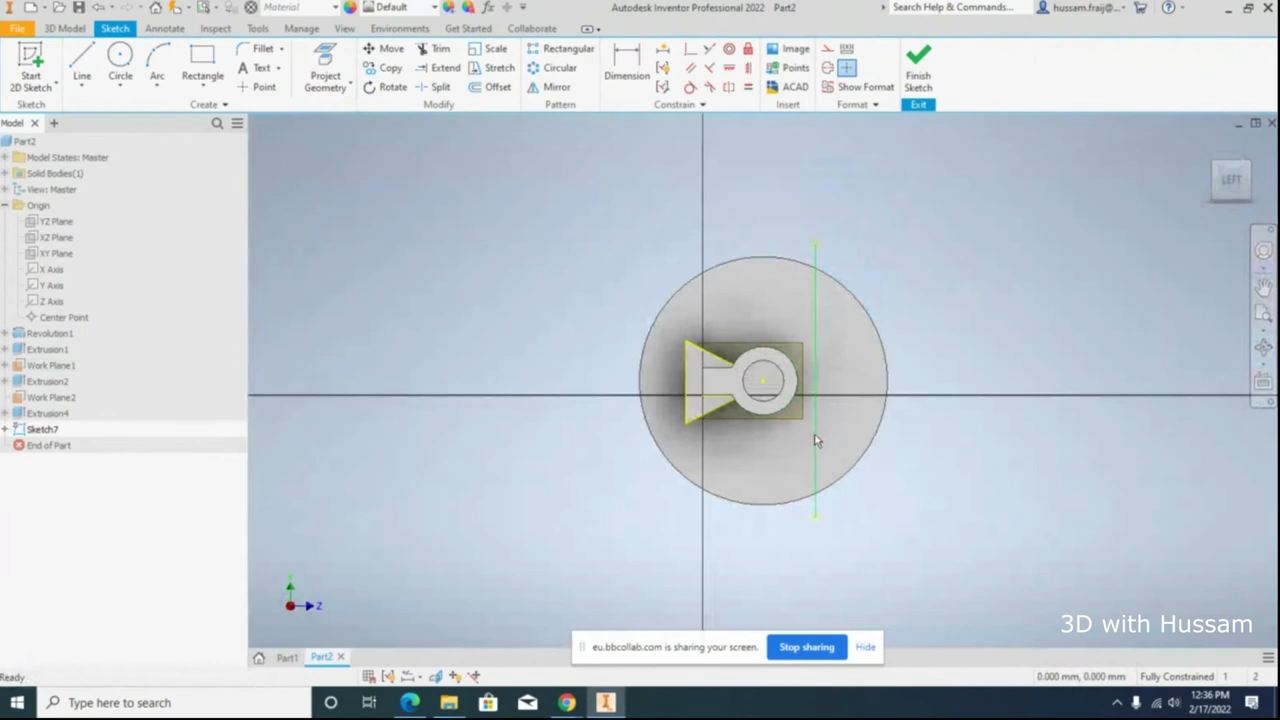 Material
Default
Autodesk Inventor Professional 2022 Part2
Search Help & Commands...
hussam.fraij@...
File
3D Model
Sketch
Annotate
Inspect
Tools
Manage
View
Environments
Get Started
Collaborate
Start
2D Sketch
Line
Circle
Arc
Rectangle
Fillet
Text
Point
Project
Geometry
Move
Copy
Rotate
Trim
Extend
Split
Scale
Stretch
Offset
Rectangular
Circular
Mirror
Dimension
Image
Points
ACAD
Show Format
Finish
Sketch
Sketch
Create
Modify
Pattern
Constrain
Insert
Format
Exit
Model
Part2
Model States: Master
Solid Bodies(1)
View: Master
Origin
YZ Plane
XZ Plane
XY Plane
X Axis
Y Axis
Z Axis
Center Point
Revolution1
Extrusion1
Work Plane1
Extrusion2
Work Plane2
Extrusion4
Sketch7
End of Part
LEFT
Z
3D with Hussam
eu.bbcollab.com is sharing your screen.
Stop sharing
Hide
Part1
Part2
Ready
0.000 mm, 0.000 mm
Fully Constrained
1
2
Type here to search
12:36 PM
2/17/2022